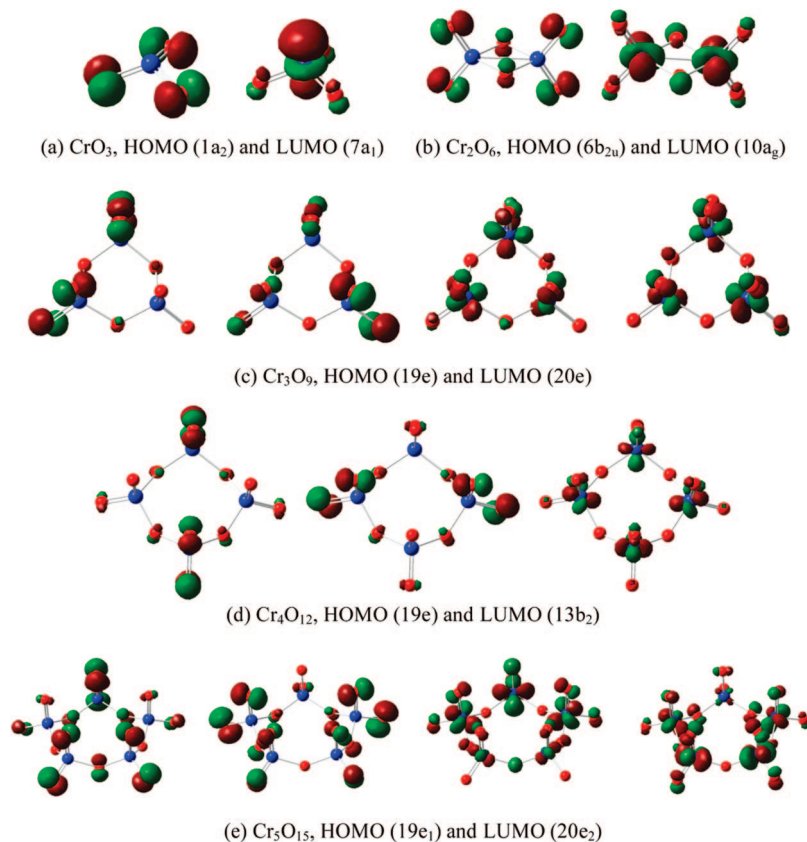 (a) CrO₃, HOMO (1a₂) and LUMO (7a₁)
(b) Cr₂O₆, HOMO (6b₂ᵤ) and LUMO (10a_g)
(c) Cr₃O₉, HOMO (19e) and LUMO (20e)
(d) Cr₄O₁₂, HOMO (19e) and LUMO (13b₂)
(e) Cr₅O₁₅, HOMO (19e₁) and LUMO (20e₂)